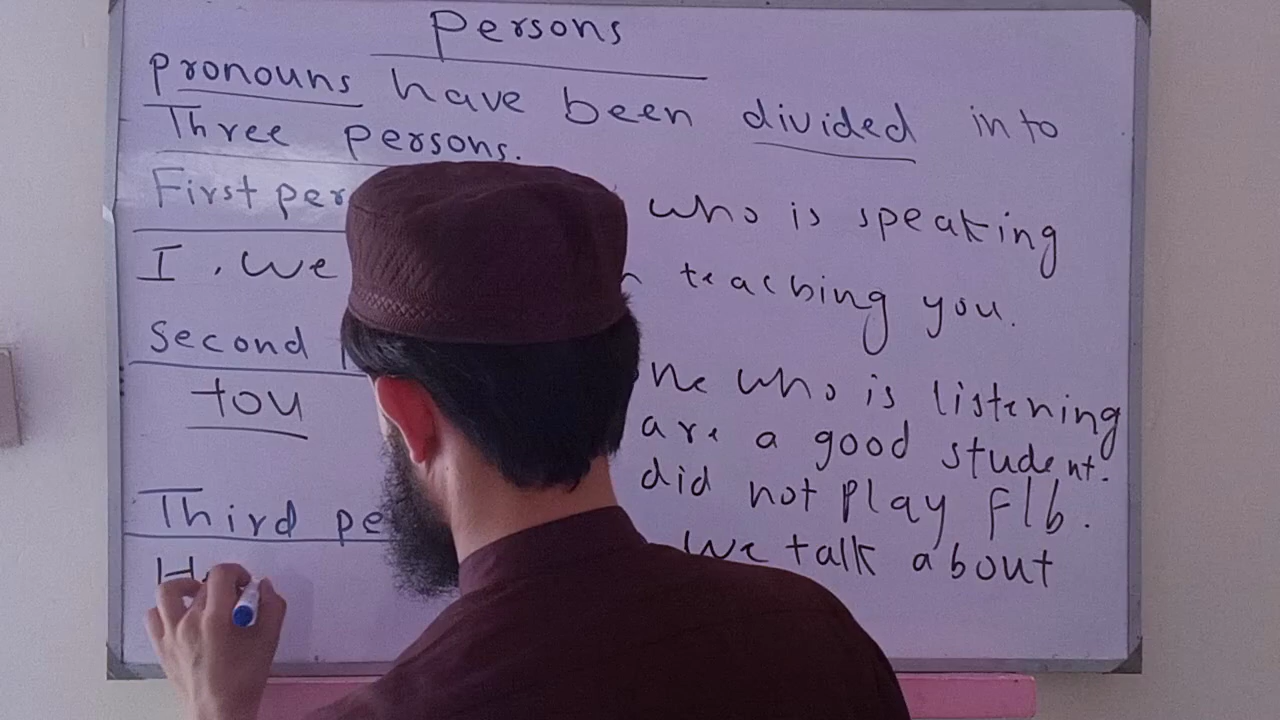 Persons
pronouns have been divided into
Three persons.
First per who is speaking
I, we teaching you.
Second who is listening
you are a good student.
did not play flb.
Third pe we talk about
H